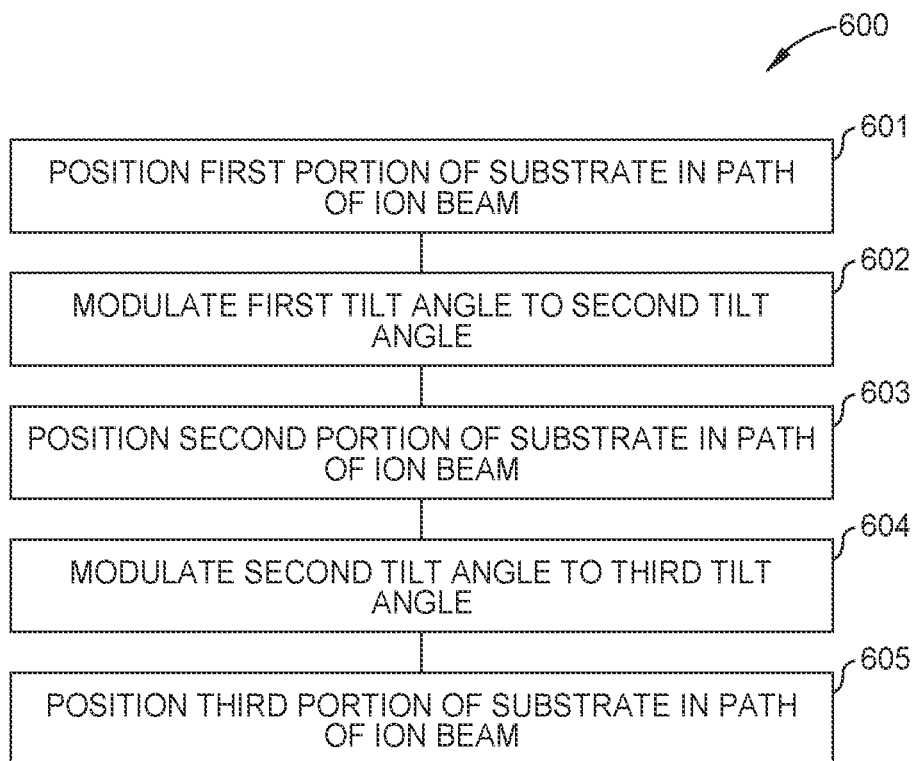 600
601
POSITION FIRST PORTION OF SUBSTRATE IN PATH
OF ION BEAM
602
MODULATE FIRST TILT ANGLE TO SECOND TILT
ANGLE
603
POSITION SECOND PORTION OF SUBSTRATE IN PATH
OF ION BEAM
604
MODULATE SECOND TILT ANGLE TO THIRD TILT
ANGLE
605
POSITION THIRD PORTION OF SUBSTRATE IN PATH
OF ION BEAM